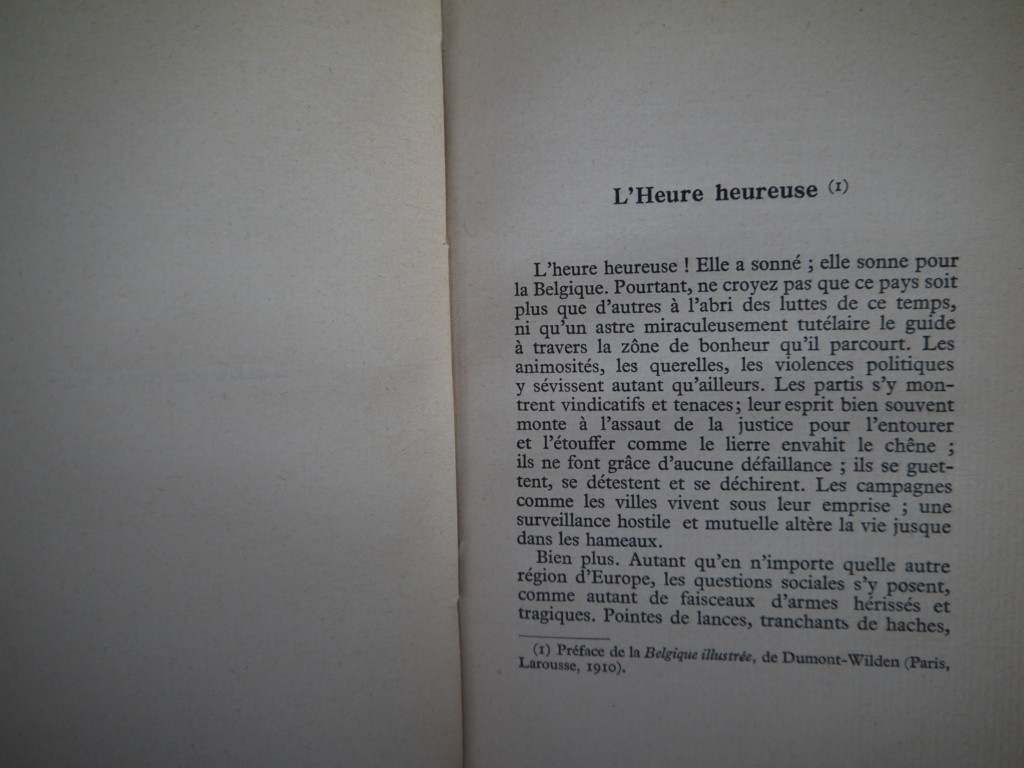 L'Heure heureuse (1)
L'heure heureuse ! Elle a sonné ; elle sonne pour
la Belgique. Pourtant, ne croyez pas que ce pays soit
plus que d'autres à l'abri des luttes de ce temps,
ni qu'un astre miraculeusement tutélaire le guide
à travers la zône de bonheur qu'il parcourt. Les
animosités, les querelles, les violences politiques
y sévissent autant qu'ailleurs. Les partis s'y mon-
trent vindicatifs et tenaces ; leur esprit bien souvent
monte à l'assaut de la justice pour l'entourer
et l'étouffer comme le lierre envahit le chêne ;
ils ne font grâce d'aucune défaillance ; ils se guet-
tent, se détestent et se déchirent. Les campagnes
comme les villes vivent sous leur emprise ; une
surveillance hostile et mutuelle altère la vie jusque
dans les hameaux.
Bien plus. Autant qu'en n'importe quelle autre
région d'Europe, les questions sociales s'y posent,
comme autant de faisceaux d'armes hérissés et
tragiques. Pointes de lances, tranchants de haches,
(1) Préface de la Belgique illustrée, de Dumont-Wilden (Paris,
Larousse, 1910).